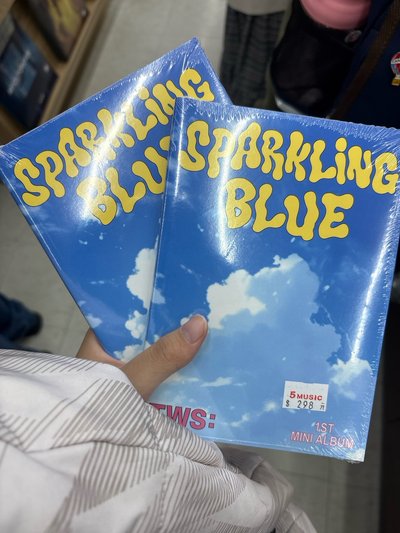 SPARKLiNG
BLUE
SPARKLiNG
BLUE
5MUSIC
$ 298 元
TWS:
1ST
MINI ALBUM